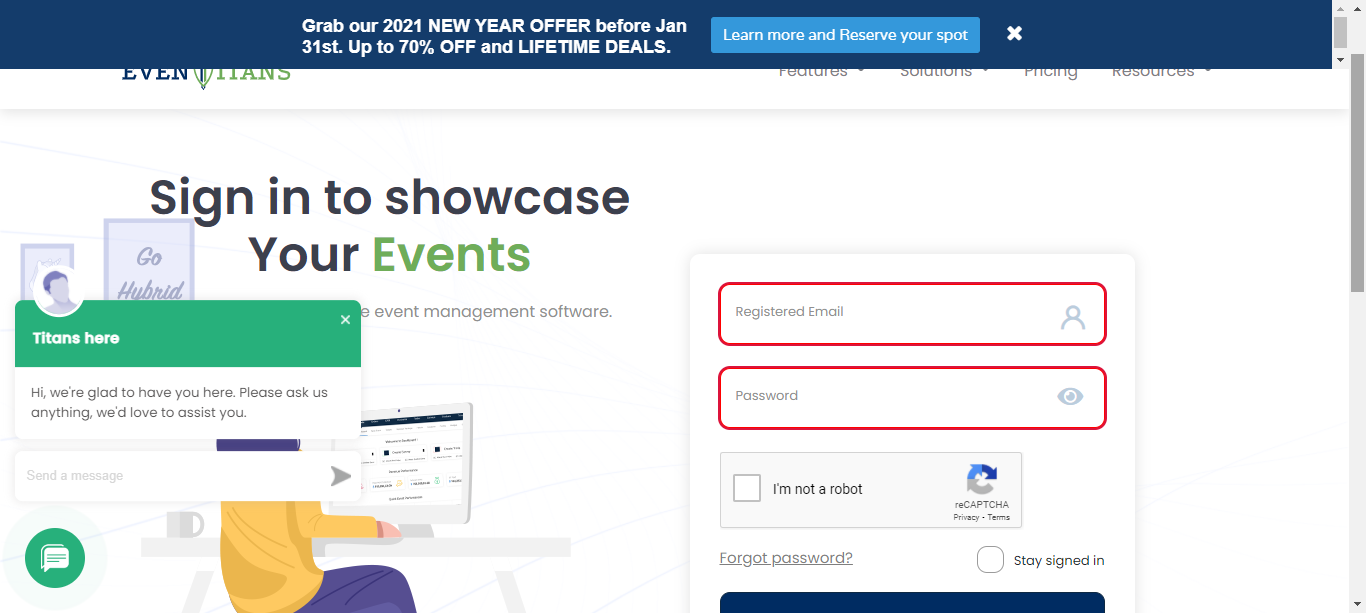 Grab our 2021 NEW YEAR OFFER before Jan
31st. Up to 70% OFF and LIFETIME DEALS.
Learn more and Reserve your spot
EVEN TITANS
Features
Solutions
Pricing
Resources
Sign in to showcase
Your Events
e event management software.
Go
Hybrid
Titans here
Hi, we're glad to have you here. Please ask us
anything, we'd love to assist you.
Send a message
Registered Email
Password
I'm not a robot
reCAPTCHA
Privacy - Terms
Forgot password?
Stay signed in